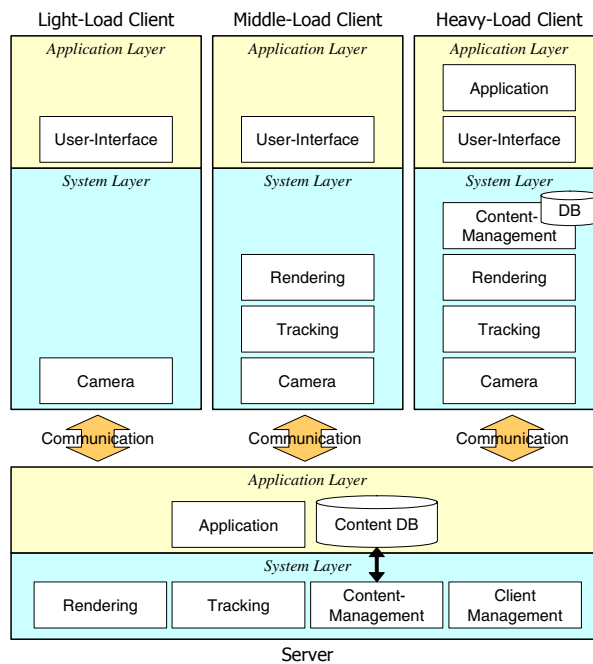 Light-Load Client
Middle-Load Client
Heavy-Load Client
Application Layer
User-Interface
System Layer
Camera
Communication
Application Layer
User-Interface
System Layer
Rendering
Tracking
Camera
Communication
Application Layer
Application
User-Interface
System Layer
DB
Content-
Management
Rendering
Tracking
Camera
Communication
Application Layer
Application
Content DB
System Layer
Rendering
Tracking
Content-
Management
Client
Management
Server